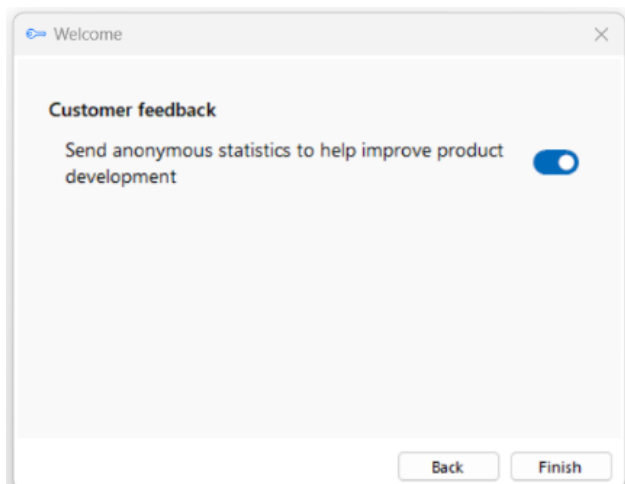 Welcome
Customer feedback
Send anonymous statistics to help improve product
development
Back
Finish